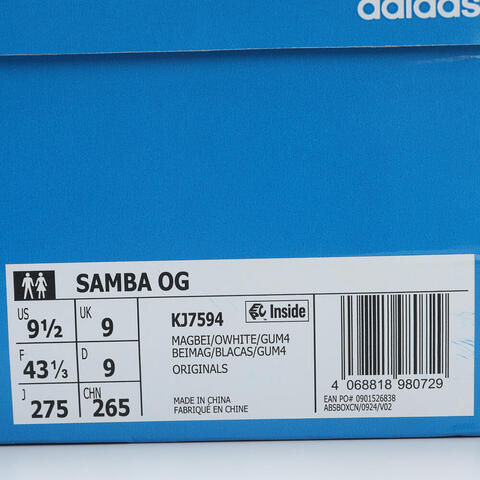 adidas
SAMBA OG
US 9½ UK 9
F 43⅓ D 9
J 275 CHN 265
KJ7594
Inside
MAGBEI/OWHITE/GUM4
BEIMAG/BLACAS/GUM4
ORIGINALS
MADE IN CHINA
FABRIQUÉ EN CHINE
4 068818 980729
EAN PO# 0901526838
ABSBOXCN/0924/V02